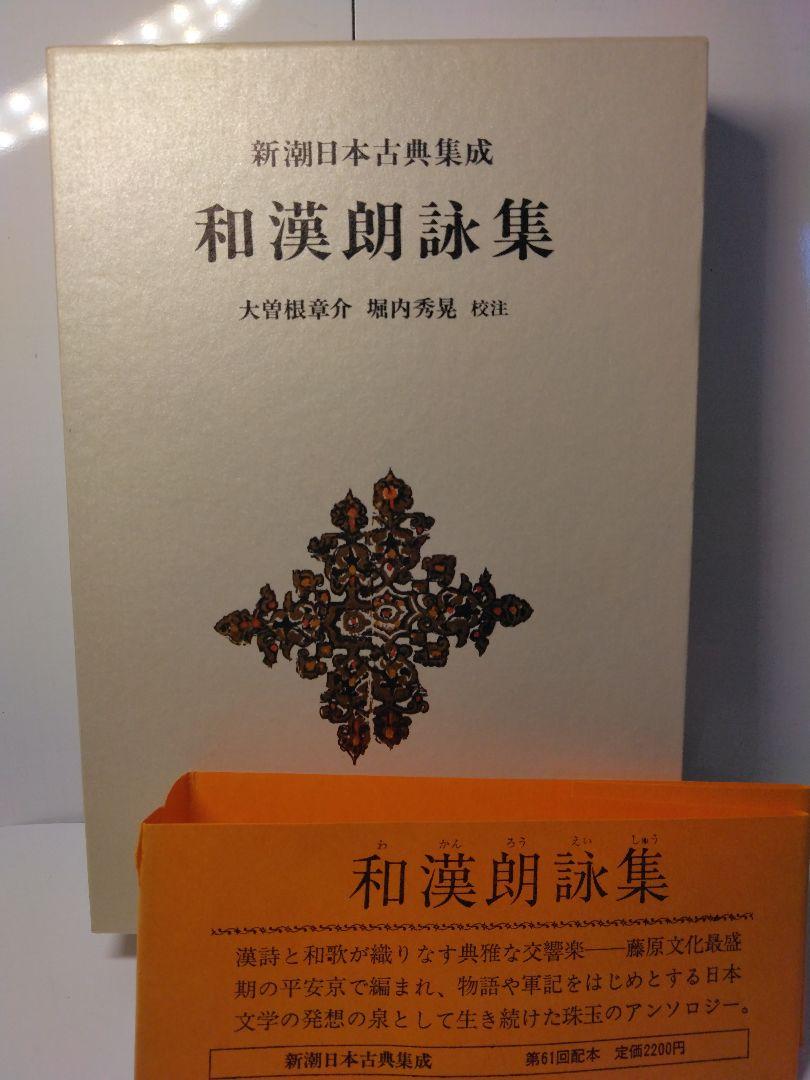 新潮日本古典集成
和漢朗詠集
大曽根章介 堀内秀晃 校注
わ かん ろう えい しゅう
和漢朗詠集
漢詩と和歌が織りなす典雅な交響楽――藤原文化最盛
期の平安京で編まれ、物語や軍記をはじめとする日本
文学の発想の泉として生き続けた珠玉のアンソロジー。
新潮日本古典集成 第61回配本 定価2200円